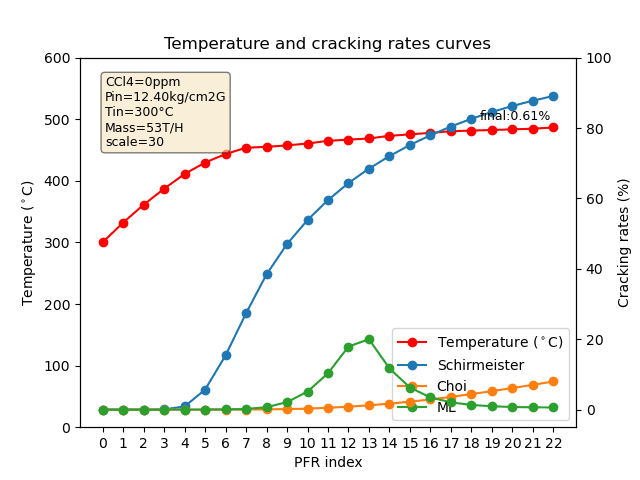 Temperature and cracking rates curves
CCl4=0ppm
Pin=12.40kg/cm2G
Tin=300°C
Mass=53T/H
scale=30
final:0.61%
Temperature (°C)
600
500
400
300
200
100
0
Cracking rates (%)
100
80
60
40
20
0
Temperature (°C)
Schirmeister
Choi
ML
0 1 2 3 4 5 6 7 8 9 10 11 12 13 14 15 16 17 18 19 20 21 22
PFR index